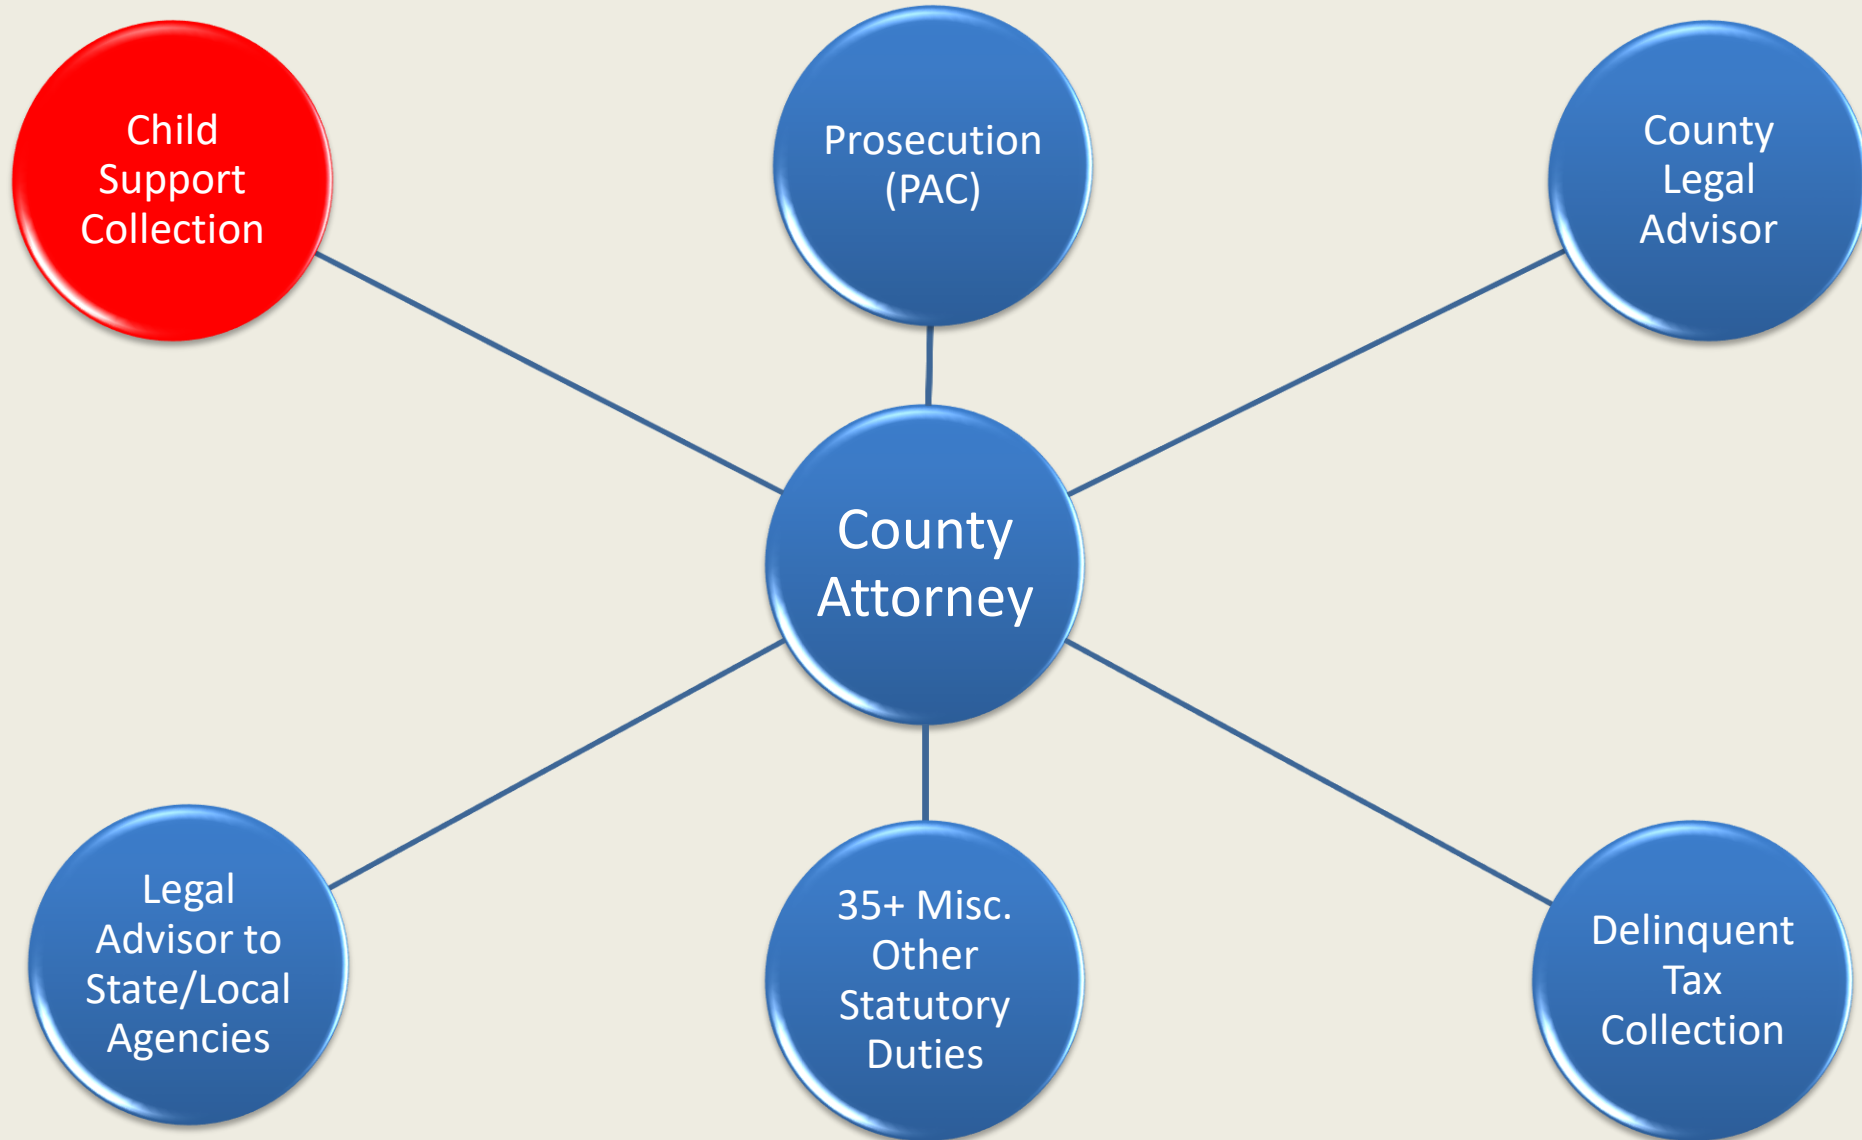 Child
Support
Collection
Prosecution
(PAC)
County
Legal
Advisor
County
Attorney
Legal
Advisor to
State/Local
Agencies
35+ Misc.
Other
Statutory
Duties
Delinquent
Tax
Collection